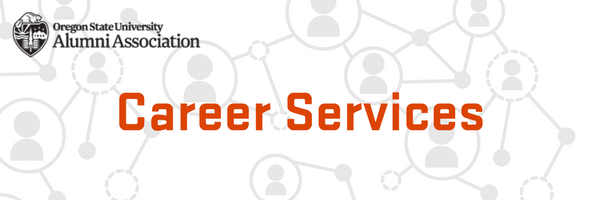 Oregon State University
Alumni Association
Career Services